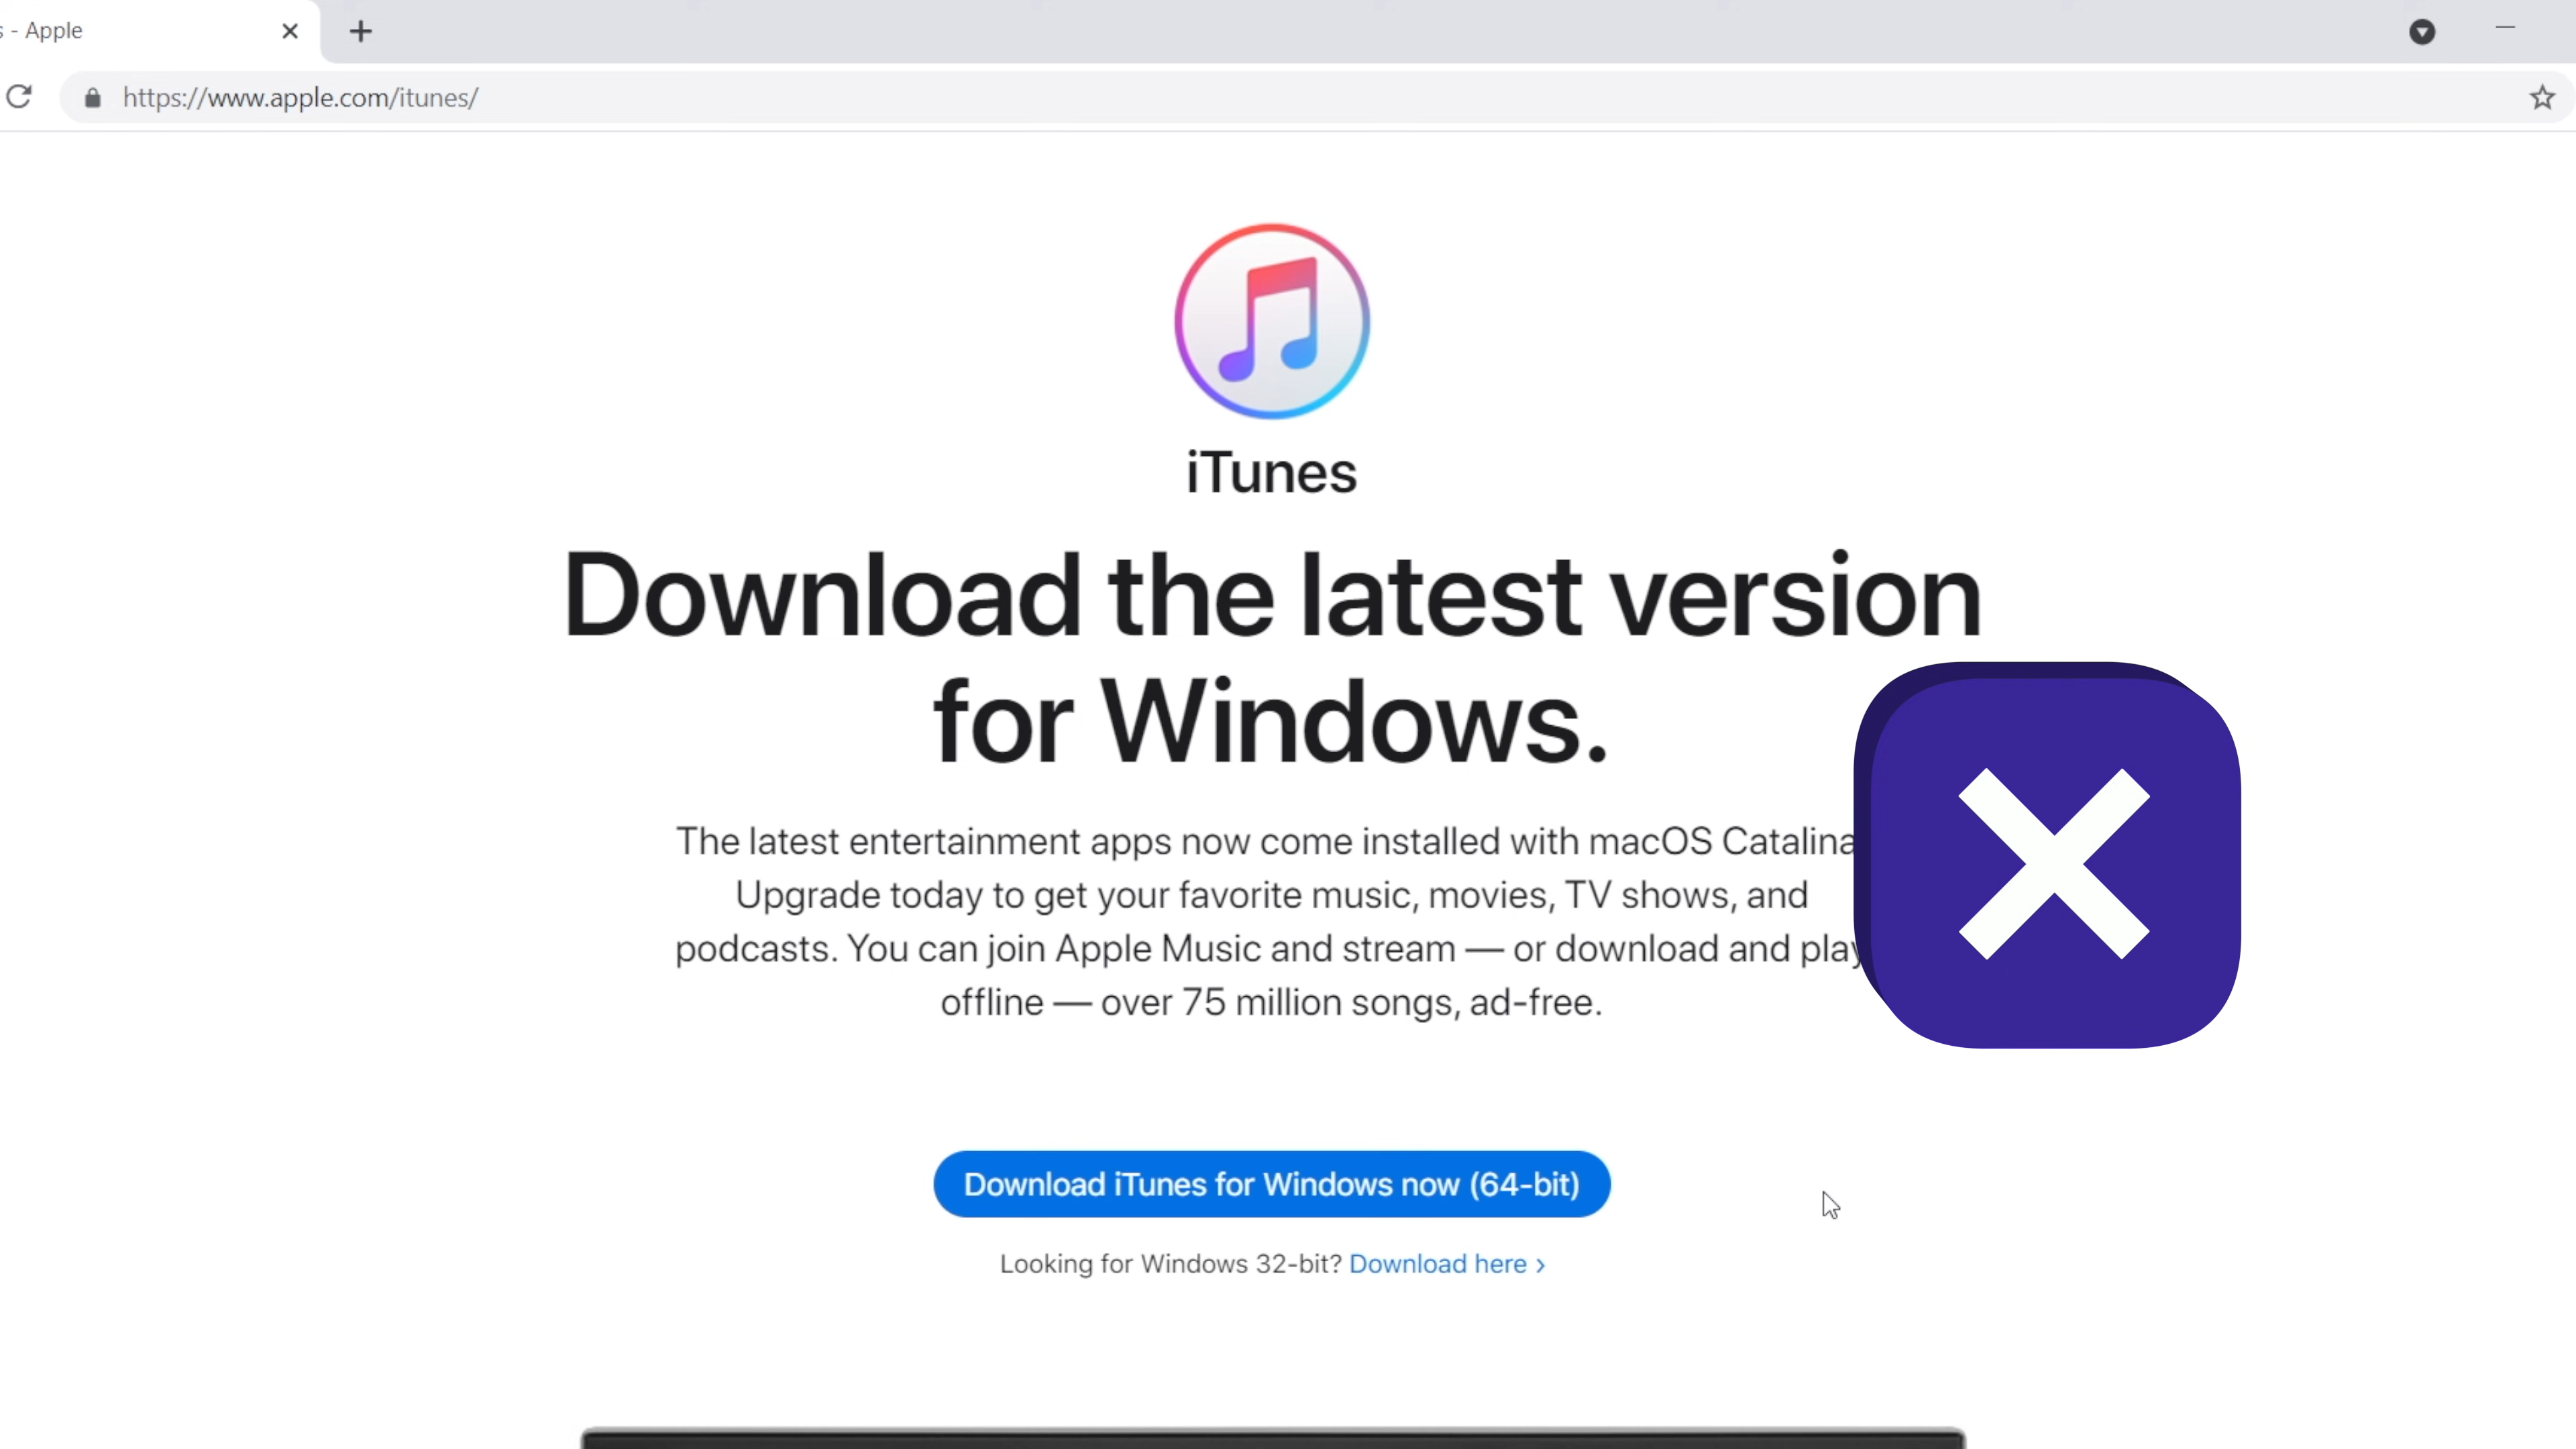 s - Apple
https://www.apple.com/itunes/
iTunes
Download the latest version
for Windows.
The latest entertainment apps now come installed with macOS Catalina
Upgrade today to get your favorite music, movies, TV shows, and
podcasts. You can join Apple Music and stream — or download and play
offline — over 75 million songs, ad-free.
Download iTunes for Windows now (64-bit)
Looking for Windows 32-bit? Download here ›